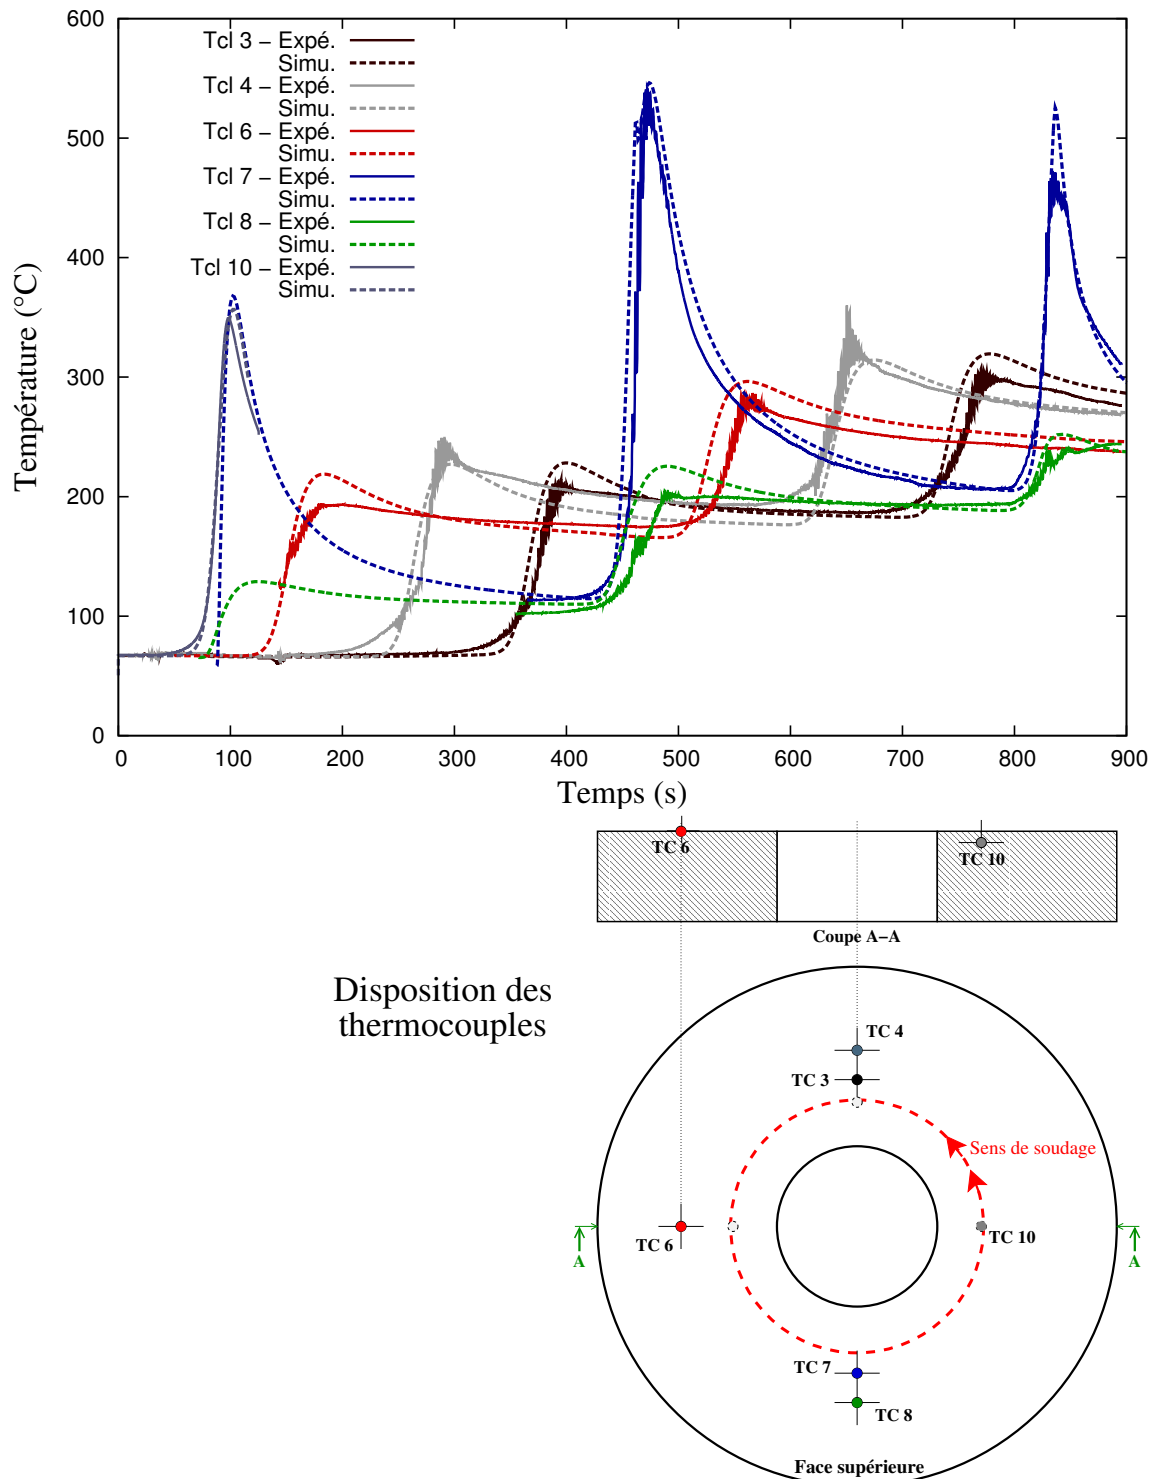 600
500
400
300
200
100
0
Température (°C)
Tcl 3 – Expé.
Simu.
Tcl 4 – Expé.
Simu.
Tcl 6 – Expé.
Simu.
Tcl 7 – Expé.
Simu.
Tcl 8 – Expé.
Simu.
Tcl 10 – Expé.
Simu.
0 100 200 300 400 500 600 700 800 900
Temps (s)
TC 6
TC 10
Coupe A–A
Disposition des
thermocouples
TC 4
TC 3
Sens de soudage
TC 6
TC 10
A
A
TC 7
TC 8
Face supérieure